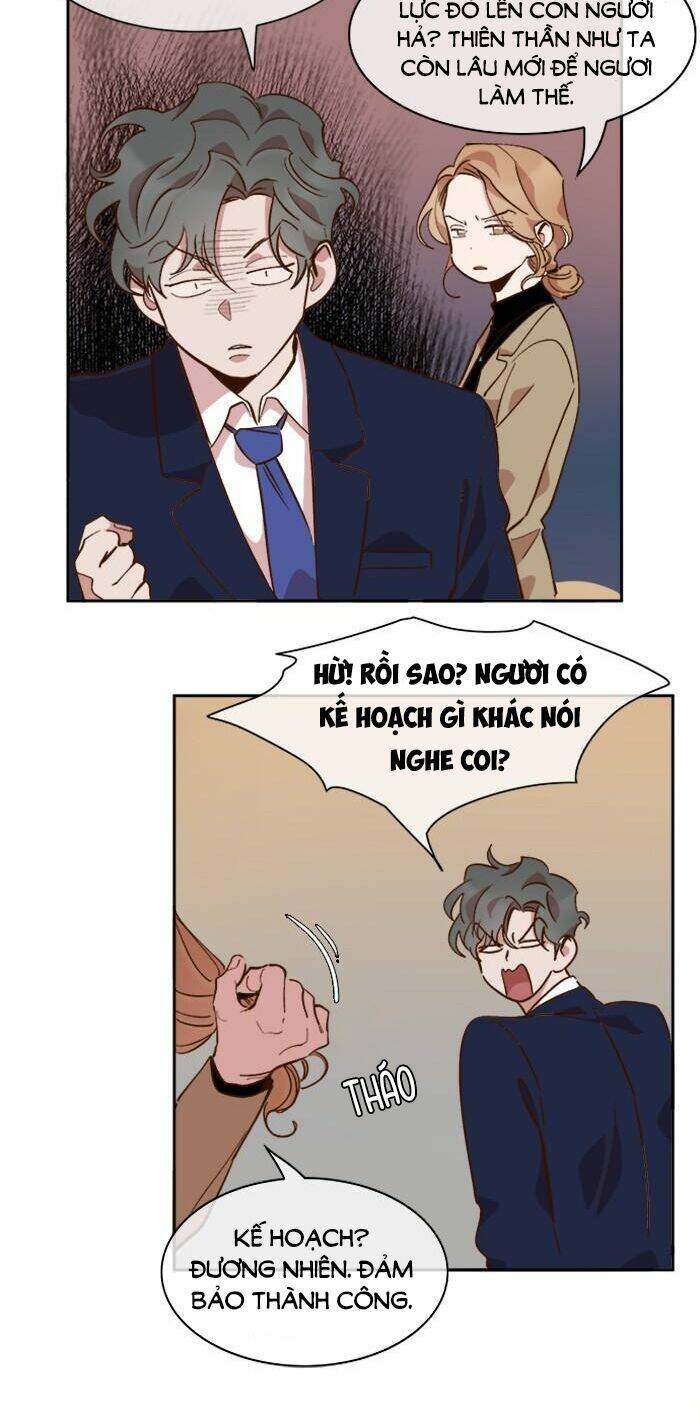 LỰC ĐÓ LÊN CON NGƯỜI
HẢ? THIÊN THẦN NHƯ TA
CÒN LÂU MỚI ĐỂ NGƯƠI
LÀM THẾ.
HỪ! RỒI SAO? NGƯƠI CÓ
KẾ HOẠCH GÌ KHÁC NÓI
NGHE COI?
THÁO
KẾ HOẠCH?
ĐƯƠNG NHIÊN. ĐẢM
BẢO THÀNH CÔNG.